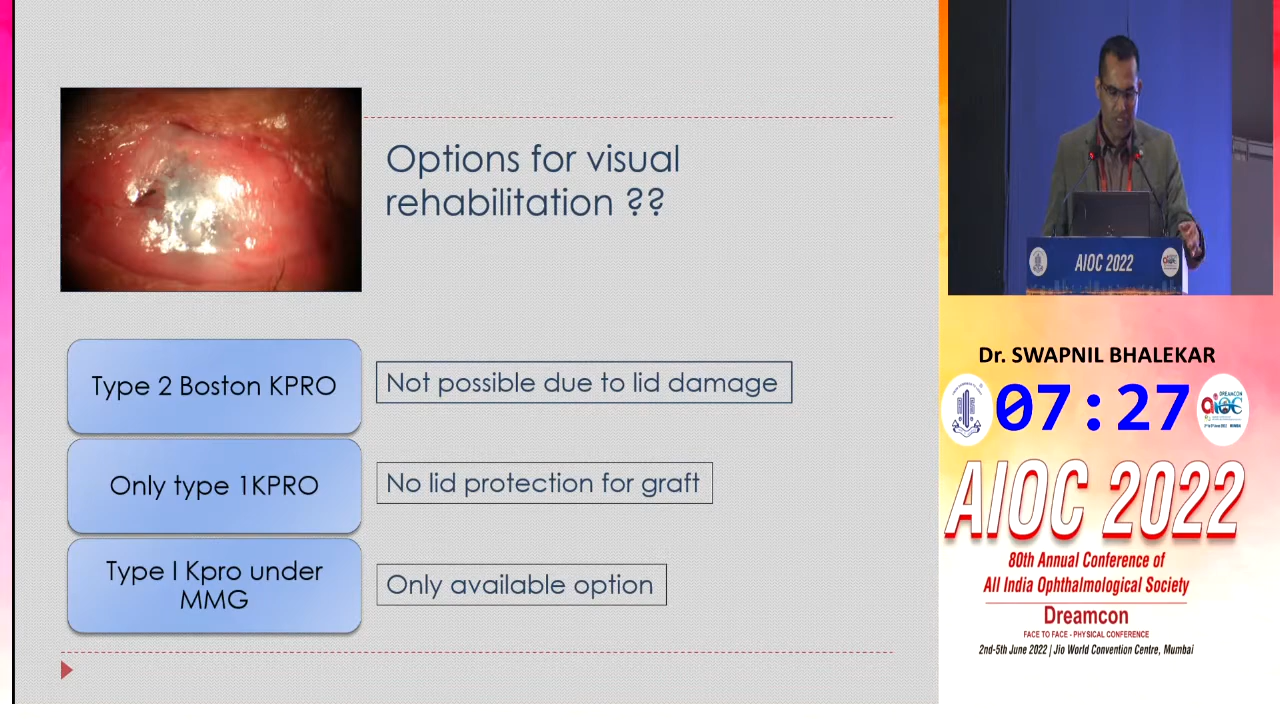 Options for visual
rehabilitation ??
Type 2 Boston KPRO
Not possible due to lid damage
Only type 1KPRO
No lid protection for graft
Type I Kpro under
MMG
Only available option
AIOC 2022
Dr. SWAPNIL BHALEKAR
07:27
AIOC 2022
80th Annual Conference of
All India Ophthalmological Society
Dreamcon
FACE TO FACE - PHYSICAL CONFERENCE
2nd-5th June 2022 | Jio World Convention Centre, Mumbai